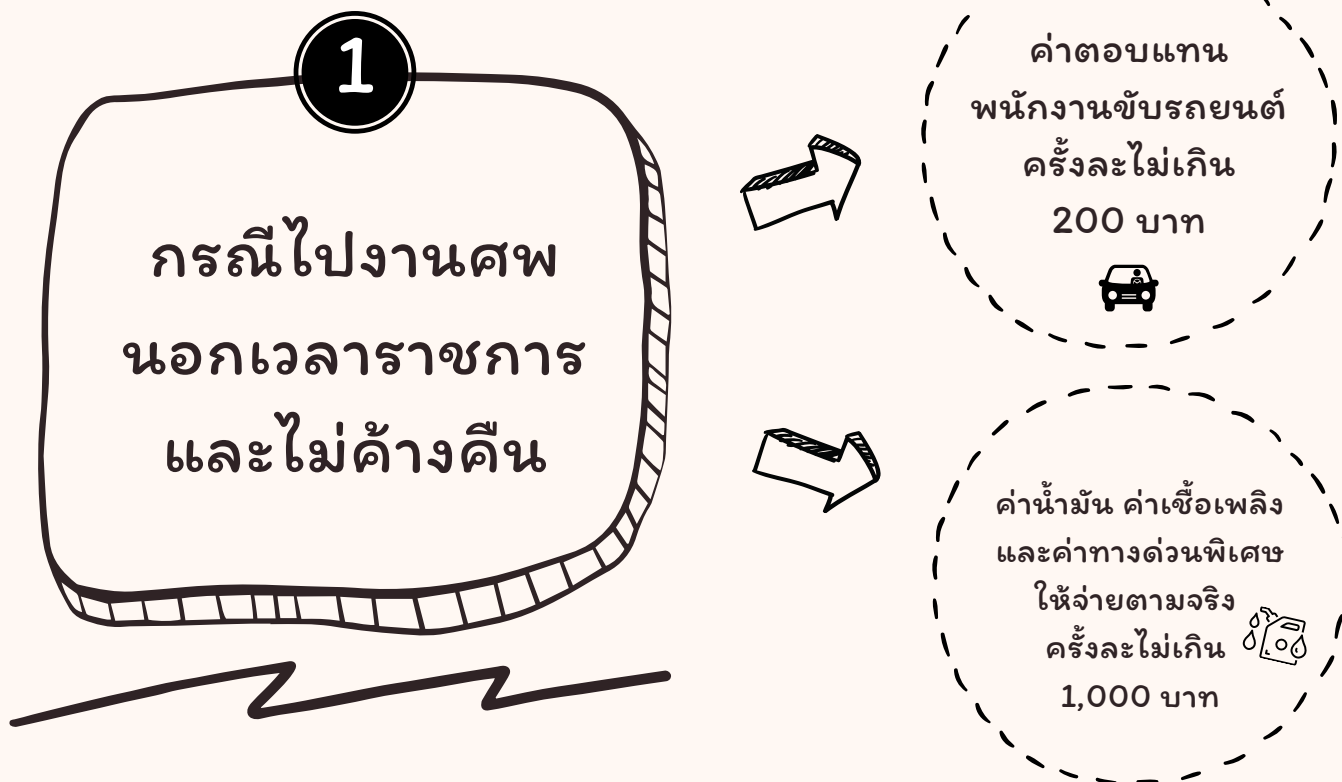 1
กรณีไปงานศพ
นอกเวลาราชการ
และไม่ค้างคืน
ค่าตอบแทน
พนักงานขับรถยนต์
ครั้งละไม่เกิน
200 บาท
ค่าน้ำมัน ค่าเชื้อเพลิง
และค่าทางด่วนพิเศษ
ให้จ่ายตามจริง
ครั้งละไม่เกิน
1,000 บาท